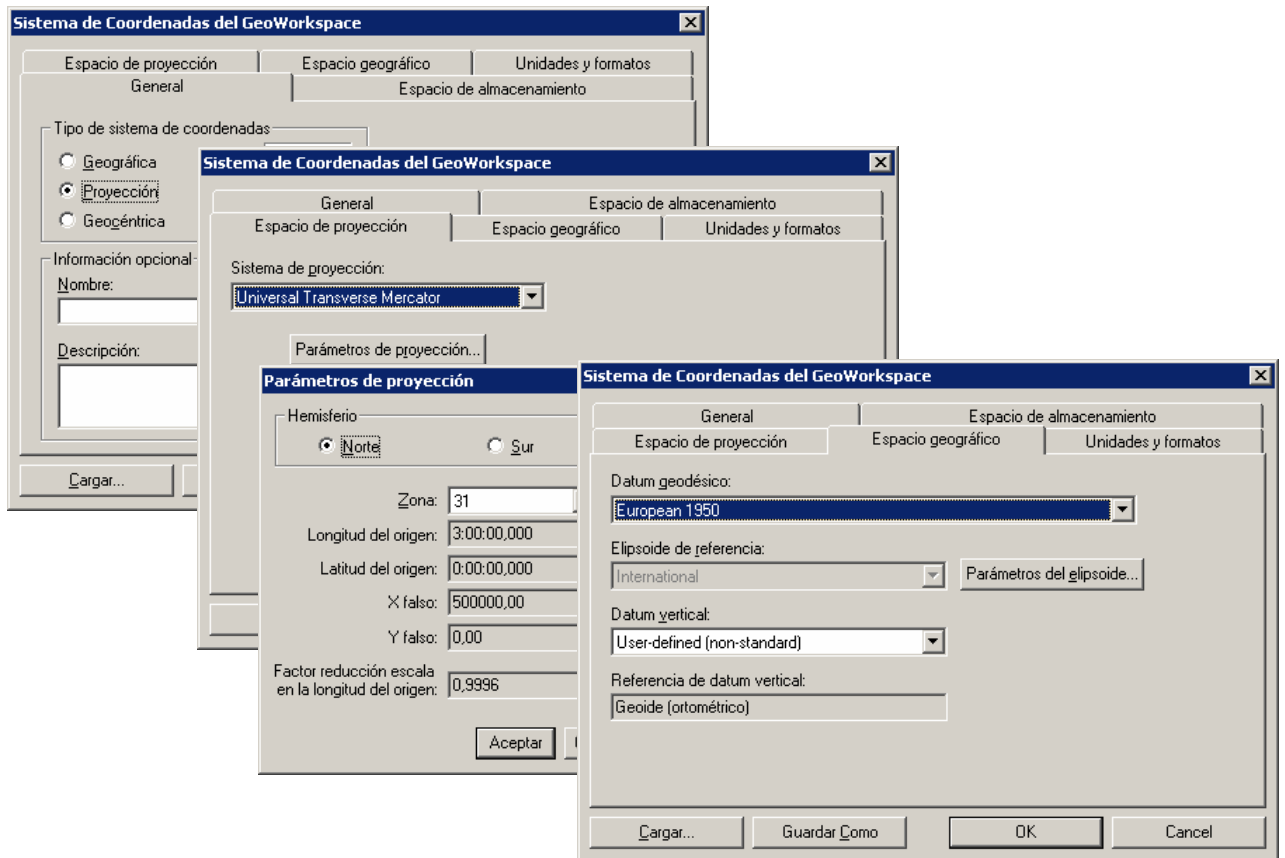 Sistema de Coordenadas del GeoWorkspace
Espacio de proyección
Espacio geográfico
Unidades y formatos
General
Espacio de almacenamiento
Tipo de sistema de coordenadas
Geográfica
Proyección
Geocéntrica
Información opcional
Nombre:
Descripción:
Cargar...
Sistema de Coordenadas del GeoWorkspace
General
Espacio de almacenamiento
Espacio de proyección
Espacio geográfico
Unidades y formatos
Sistema de proyección:
Universal Transverse Mercator
Parámetros de proyección...
Parámetros de proyección
Hemisferio
Norte
Sur
Zona: 31
Longitud del origen: 3:00:00,000
Latitud del origen: 0:00:00,000
X falso: 500000,00
Y falso: 0,00
Factor reducción escala
en la longitud del origen: 0,9996
Aceptar
Sistema de Coordenadas del GeoWorkspace
General
Espacio de almacenamiento
Espacio de proyección
Espacio geográfico
Unidades y formatos
Datum geodésico:
European 1950
Elipsoide de referencia:
International
Parámetros del elipsoide...
Datum vertical:
User-defined (non-standard)
Referencia de datum vertical:
Geoide (ortométrico)
Cargar...
Guardar Como
OK
Cancel